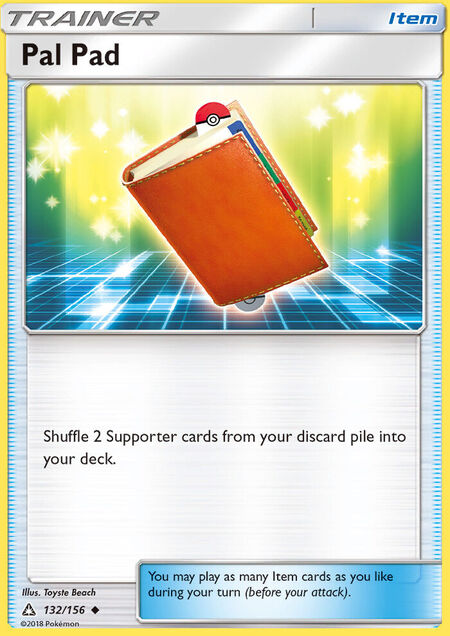 TRAINER Item
Pal Pad
Shuffle 2 Supporter cards from your discard pile into
your deck.
Illus. Toyste Beach
132/156
©2018 Pokémon
You may play as many Item cards as you like
during your turn (before your attack).